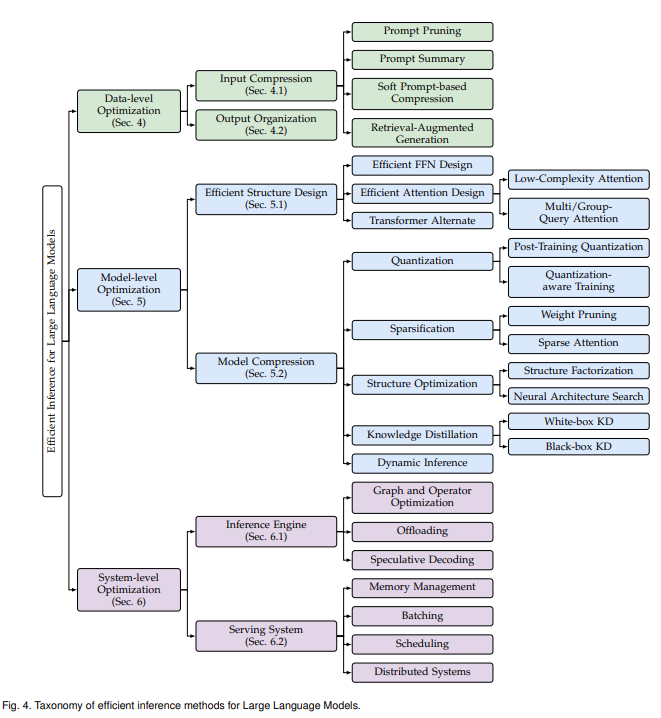 Efficient Inference for Large Language Models
Data-level
Optimization
(Sec. 4)
Input Compression
(Sec. 4.1)
Prompt Pruning
Prompt Summary
Soft Prompt-based
Compression
Retrieval-Augmented
Generation
Output Organization
(Sec. 4.2)
Model-level
Optimization
(Sec. 5)
Efficient Structure Design
(Sec. 5.1)
Efficient FFN Design
Efficient Attention Design
Low-Complexity Attention
Multi/Group-
Query Attention
Transformer Alternate
Model Compression
(Sec. 5.2)
Quantization
Post-Training Quantization
Quantization-
aware Training
Sparsification
Weight Pruning
Sparse Attention
Structure Optimization
Structure Factorization
Neural Architecture Search
Knowledge Distillation
White-box KD
Black-box KD
Dynamic Inference
System-level
Optimization
(Sec. 6)
Inference Engine
(Sec. 6.1)
Graph and Operator
Optimization
Offloading
Speculative Decoding
Serving System
(Sec. 6.2)
Memory Management
Batching
Scheduling
Distributed Systems
Fig. 4. Taxonomy of efficient inference methods for Large Language Models.